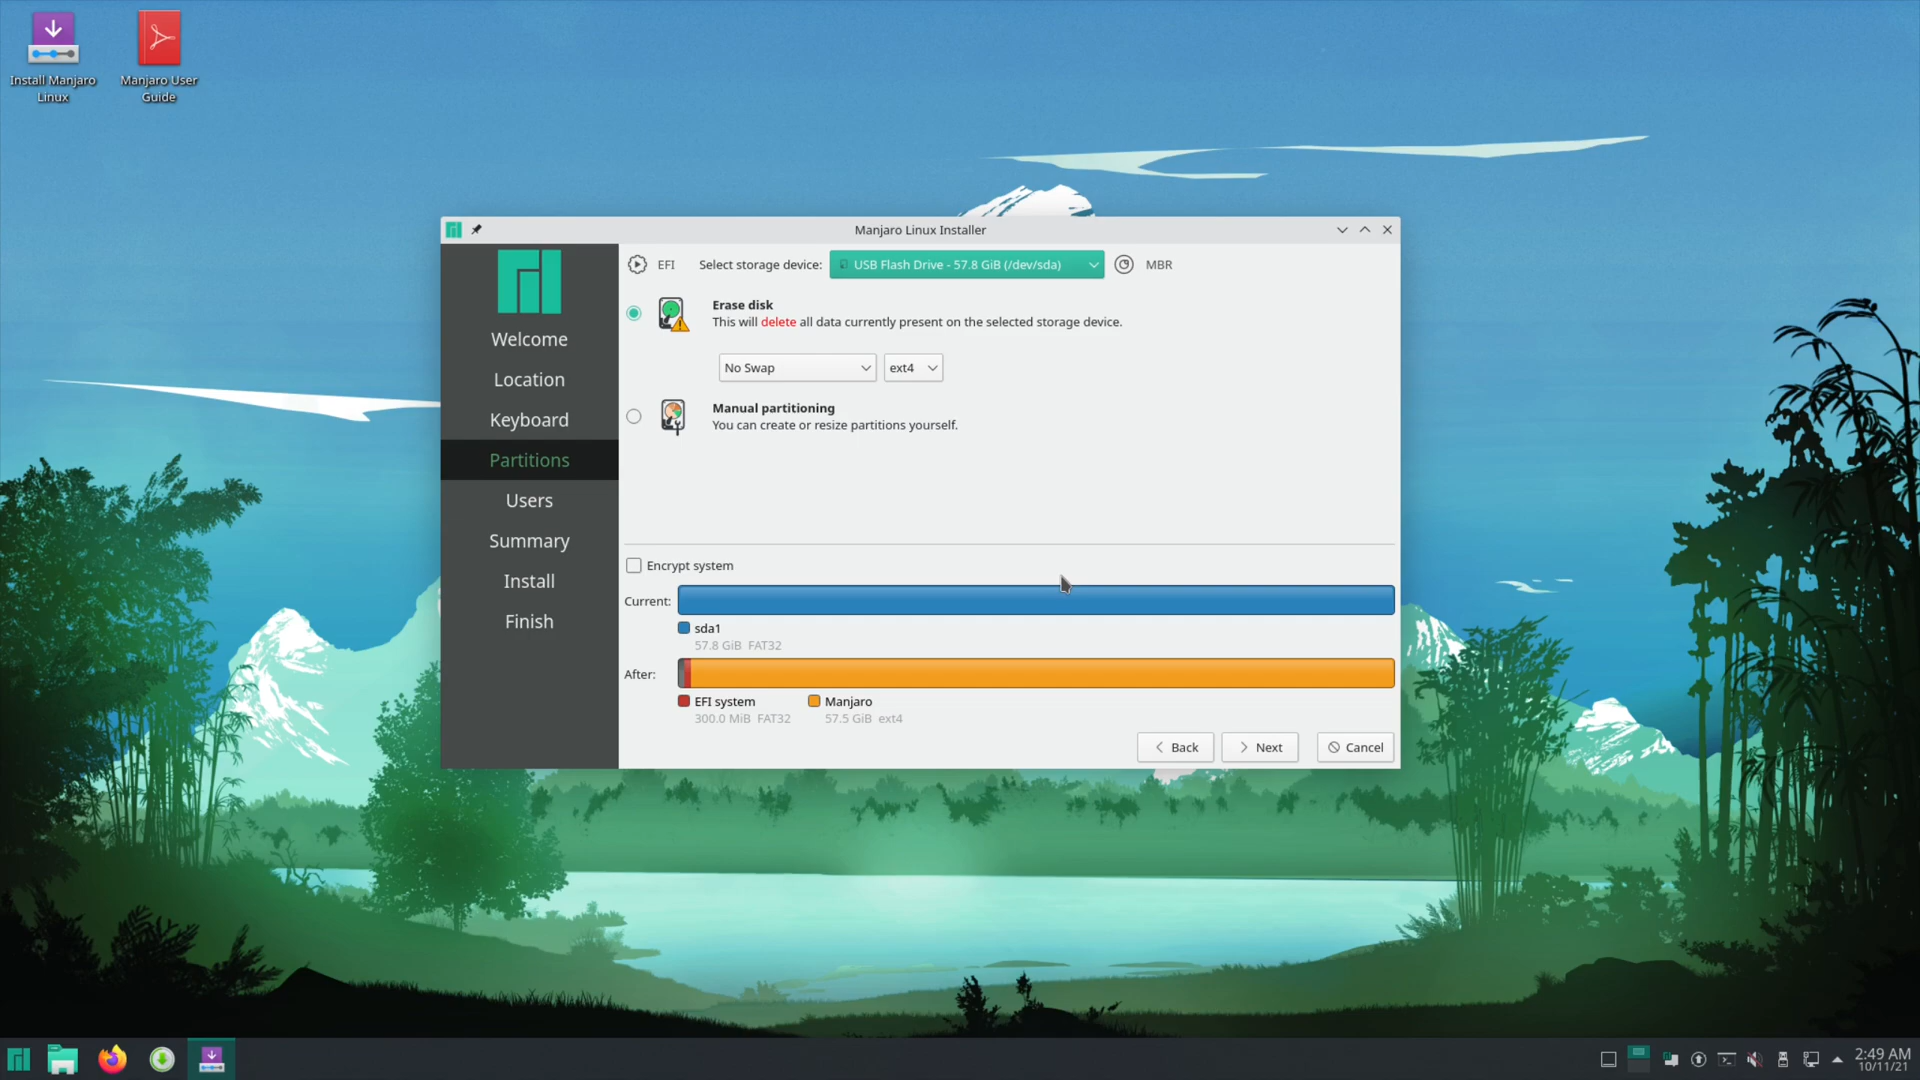 Install Manjaro
Linux
Manjaro User
Guide
Manjaro Linux Installer
Welcome
Location
Keyboard
Partitions
Users
Summary
Install
Finish
EFI
Select storage device:
USB Flash Drive - 57.8 GiB (/dev/sda)
MBR
Erase disk
This will delete all data currently present on the selected storage device.
No Swap
ext4
Manual partitioning
You can create or resize partitions yourself.
Encrypt system
Current:
sda1
57.8 GiB FAT32
After:
EFI system
300.0 MiB FAT32
Manjaro
57.5 GiB ext4
Back
Next
Cancel
2:49 AM
10/11/21